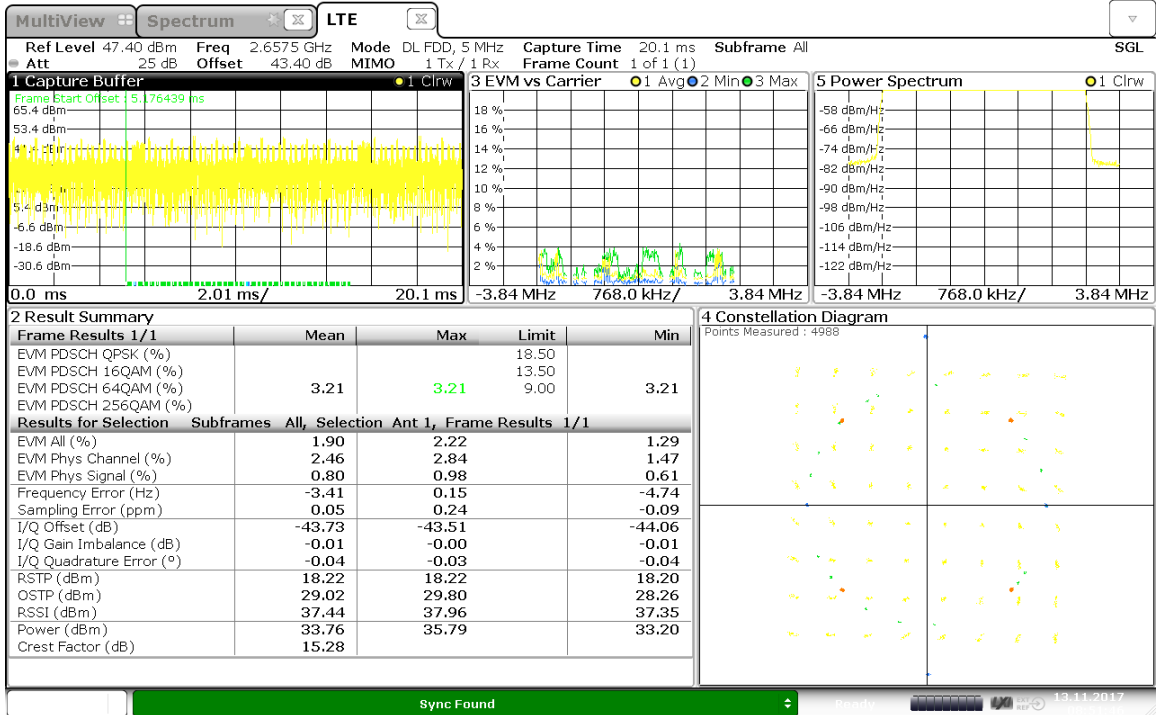 MultiView Spectrum LTE
Ref Level 47.40 dBm Freq 2.6575 GHz Mode DL FDD, 5 MHz Capture Time 20.1 ms Subframe All SGL
Att 25 dB Offset 43.40 dB MIMO 1 Tx / 1 Rx Frame Count 1 of 1 (1)
1 Capture Buffer 1 Clrw
Frame Start Offset : 5.176439 ms
65.4 dBm
53.4 dBm
-6.6 dBm
-18.6 dBm
-30.6 dBm
0.0 ms 2.01 ms/ 20.1 ms
3 EVM vs Carrier 1 Avg 2 Min 3 Max
18 %
16 %
14 %
12 %
10 %
8 %
6 %
4 %
2 %
-3.84 MHz 768.0 kHz/ 3.84 MHz
5 Power Spectrum 1 Clrw
-58 dBm/Hz
-66 dBm/Hz
-74 dBm/Hz
-82 dBm/Hz
-90 dBm/Hz
-98 dBm/Hz
-106 dBm/Hz
-114 dBm/Hz
-122 dBm/Hz
-3.84 MHz 768.0 kHz/ 3.84 MHz
2 Result Summary
Frame Results 1/1 Mean Max Limit Min
EVM PDSCH QPSK (%) 18.50
EVM PDSCH 16QAM (%) 13.50
EVM PDSCH 64QAM (%) 3.21 3.21 9.00 3.21
EVM PDSCH 256QAM (%)
Results for Selection Subframes All, Selection Ant 1, Frame Results 1/1
EVM All (%) 1.90 2.22 1.29
EVM Phys Channel (%) 2.46 2.84 1.47
EVM Phys Signal (%) 0.80 0.98 0.61
Frequency Error (Hz) -3.41 0.15 -4.74
Sampling Error (ppm) 0.05 0.24 -0.09
I/Q Offset (dB) -43.73 -43.51 -44.06
I/Q Gain Imbalance (dB) -0.01 -0.00 -0.01
I/Q Quadrature Error (°) -0.04 -0.03 -0.04
RSTP (dBm) 18.22 18.22 18.20
OSTP (dBm) 29.02 29.80 28.26
RSSI (dBm) 37.44 37.96 37.35
Power (dBm) 33.76 35.79 33.20
Crest Factor (dB) 15.28
4 Constellation Diagram
Points Measured : 4988
Sync Found
Ready
LXI
EXT
REF
13.11.2017